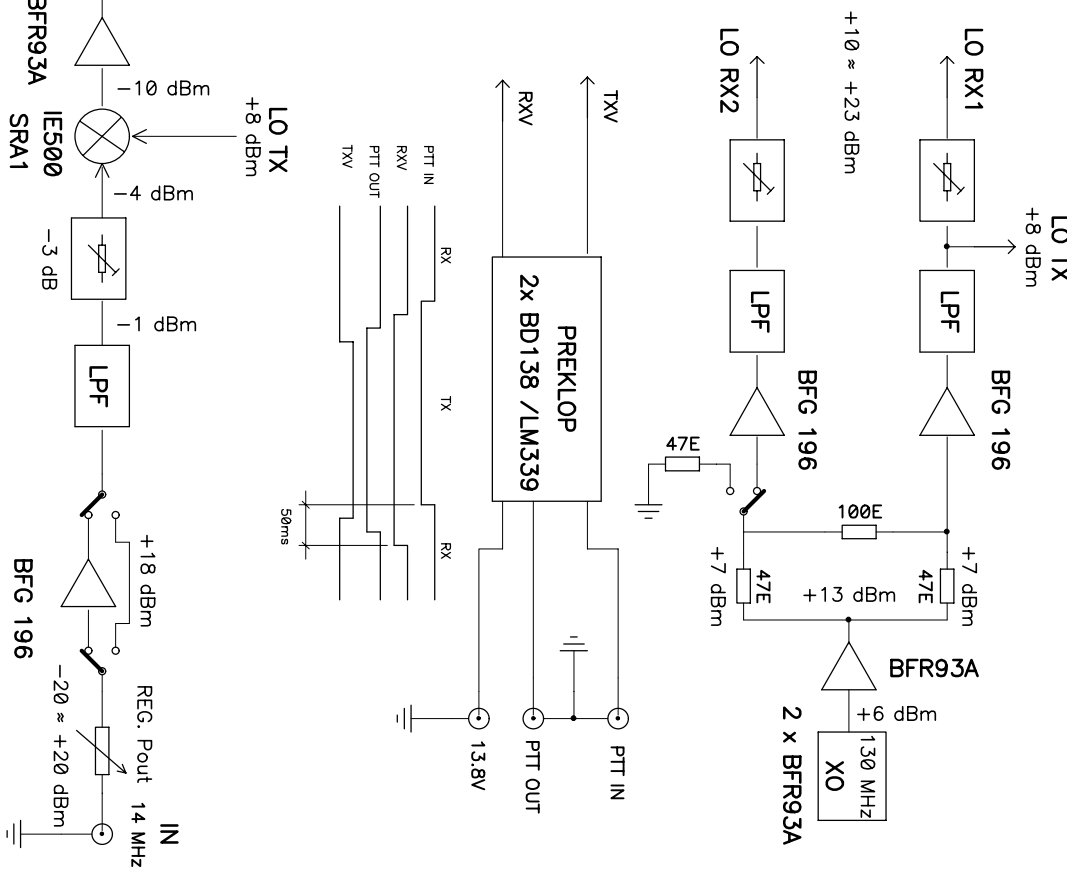 LO TX
+8 dBm
LO RX1
LPF
BFG 196
+10 ≈ +23 dBm
LO RX2
LPF
BFG 196
47E
100E
+7 dBm
47E
+13 dBm
47E
+7 dBm
BFR93A
+6 dBm
130 MHz
XO
2 x BFR93A
TXV
RXV
PREKLOP
2x BD138 /LM339
PTT IN
PTT OUT
13.8V
PTT IN
RXV
PTT OUT
TXV
RX
TX
RX
50ms
LO TX
+8 dBm
BFR93A
-10 dBm
IE500
SRA1
-4 dBm
-3 dB
-1 dBm
LPF
+18 dBm
BFG 196
REG. Pout
-20 ≈ +20 dBm
IN
14 MHz